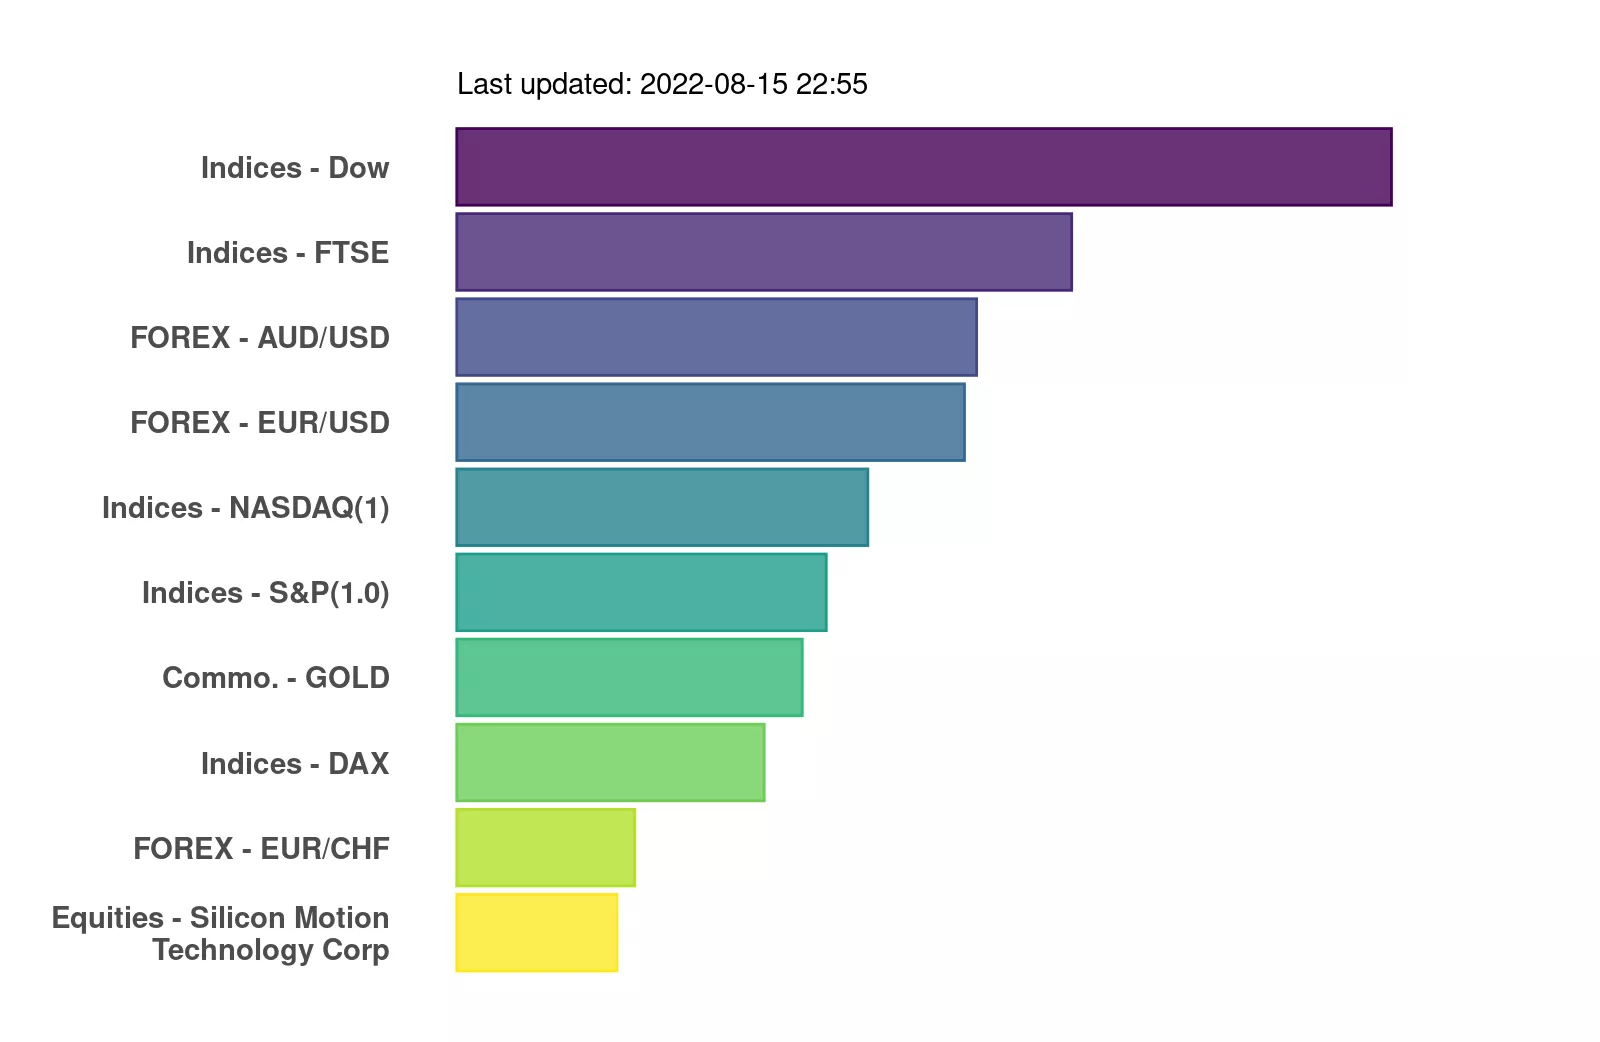 Last updated: 2022-08-15 22:55
Indices - Dow
Indices - FTSE
FOREX - AUD/USD
FOREX - EUR/USD
Indices - NASDAQ(1)
Indices - S&P(1.0)
Commo. - GOLD
Indices - DAX
FOREX - EUR/CHF
Equities - Silicon Motion
Technology Corp